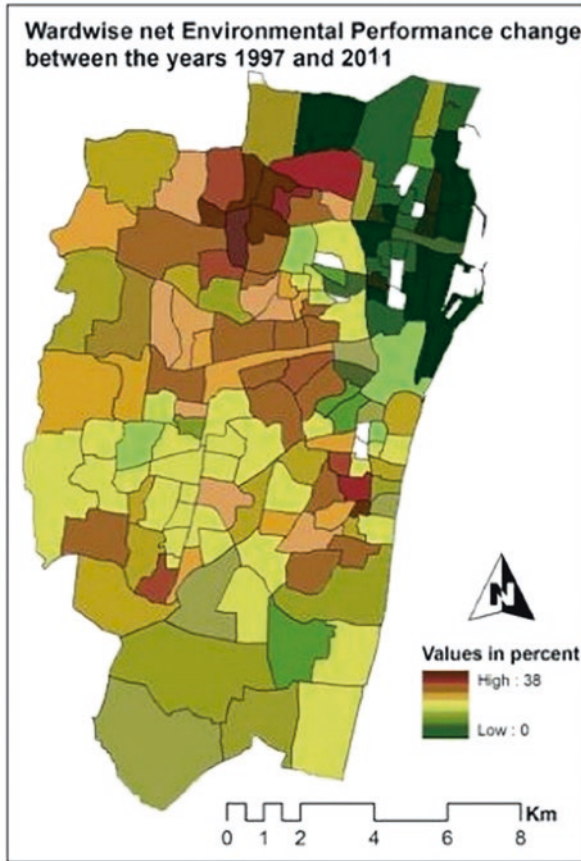 Wardwise net Environmental Performance change
between the years 1997 and 2011
N
Values in percent
High : 38
Low : 0
Km
0 1 2 4 6 8